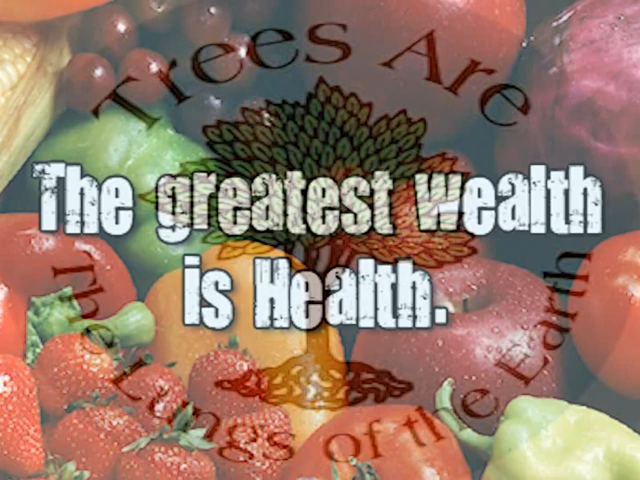 Trees Are
The greatest wealth
is Health.
The Lungs of the Earth